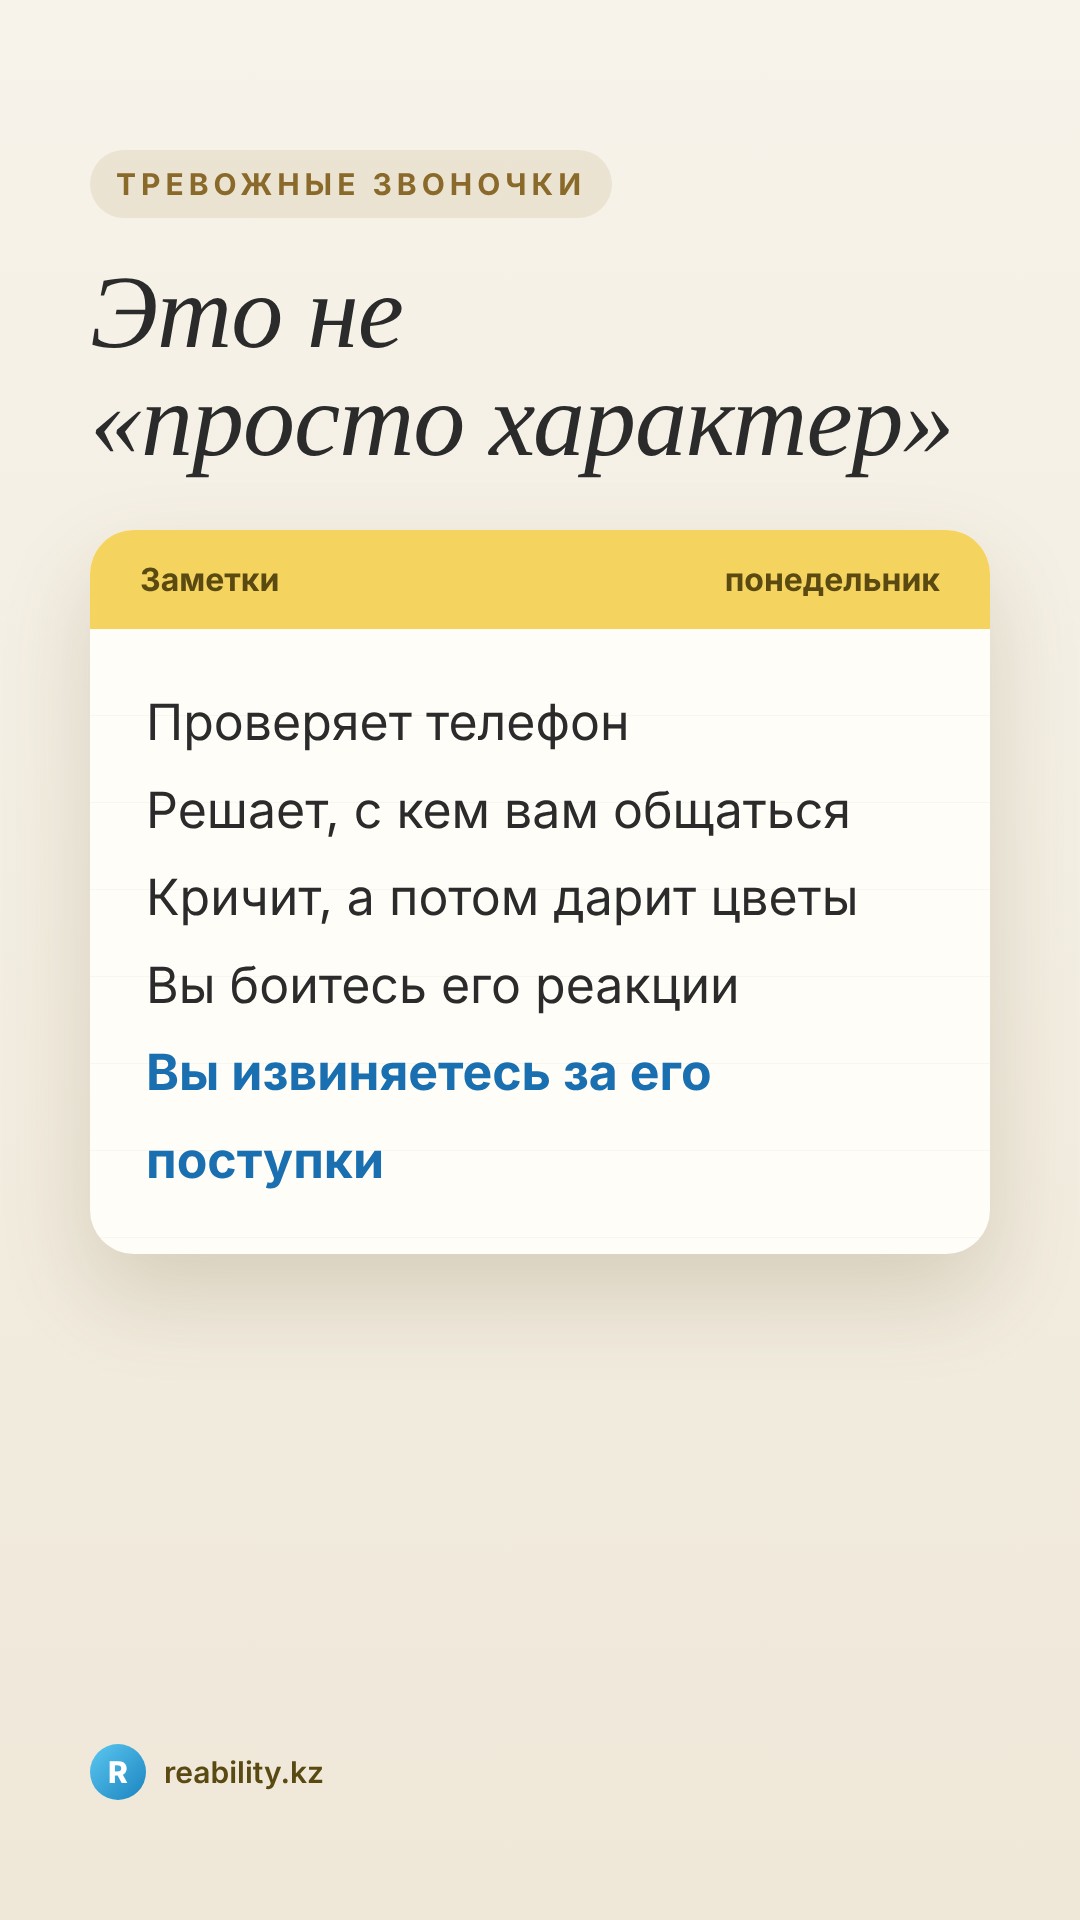 ТРЕВОЖНЫЕ ЗВОНОЧКИ
Это не
«просто характер»
Заметки понедельник
Проверяет телефон
Решает, с кем вам общаться
Кричит, а потом дарит цветы
Вы боитесь его реакции
Вы извиняетесь за его
поступки
R reability.kz